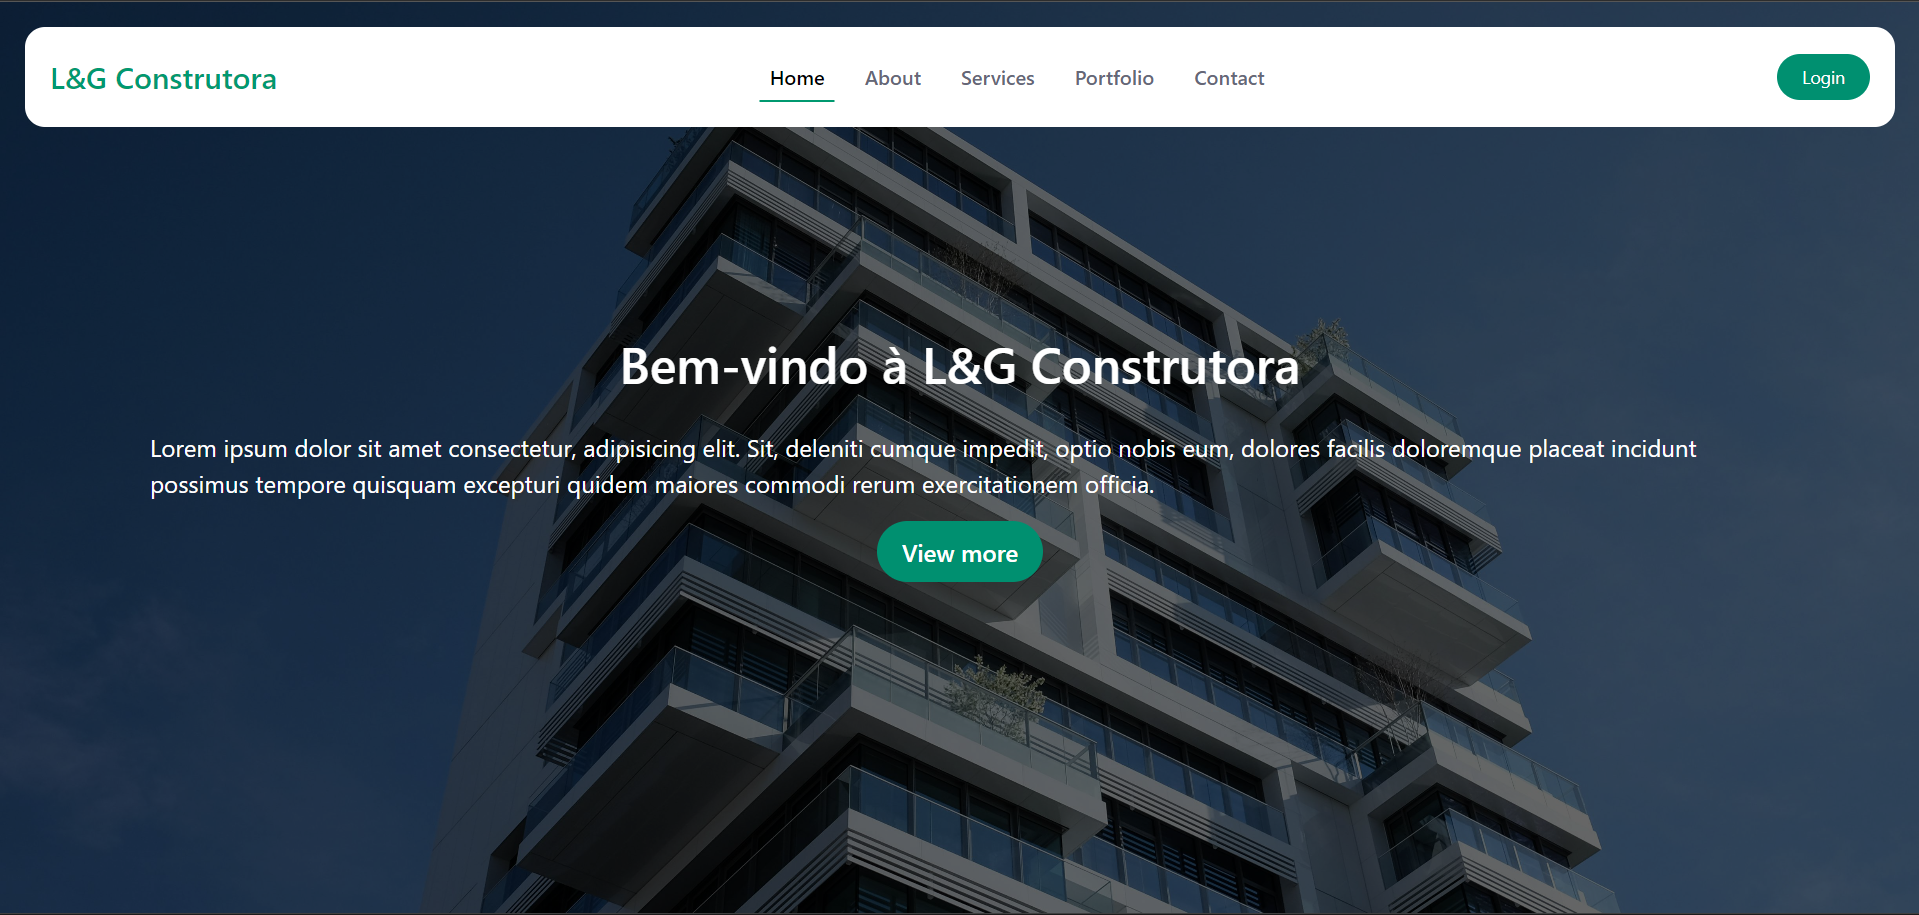 L&G Construtora
Home About Services Portfolio Contact
Login
Bem-vindo à L&G Construtora
Lorem ipsum dolor sit amet consectetur, adipisicing elit. Sit, deleniti cumque impedit, optio nobis eum, dolores facilis doloremque placeat incidunt
possimus tempore quisquam excepturi quidem maiores commodi rerum exercitationem officia.
View more